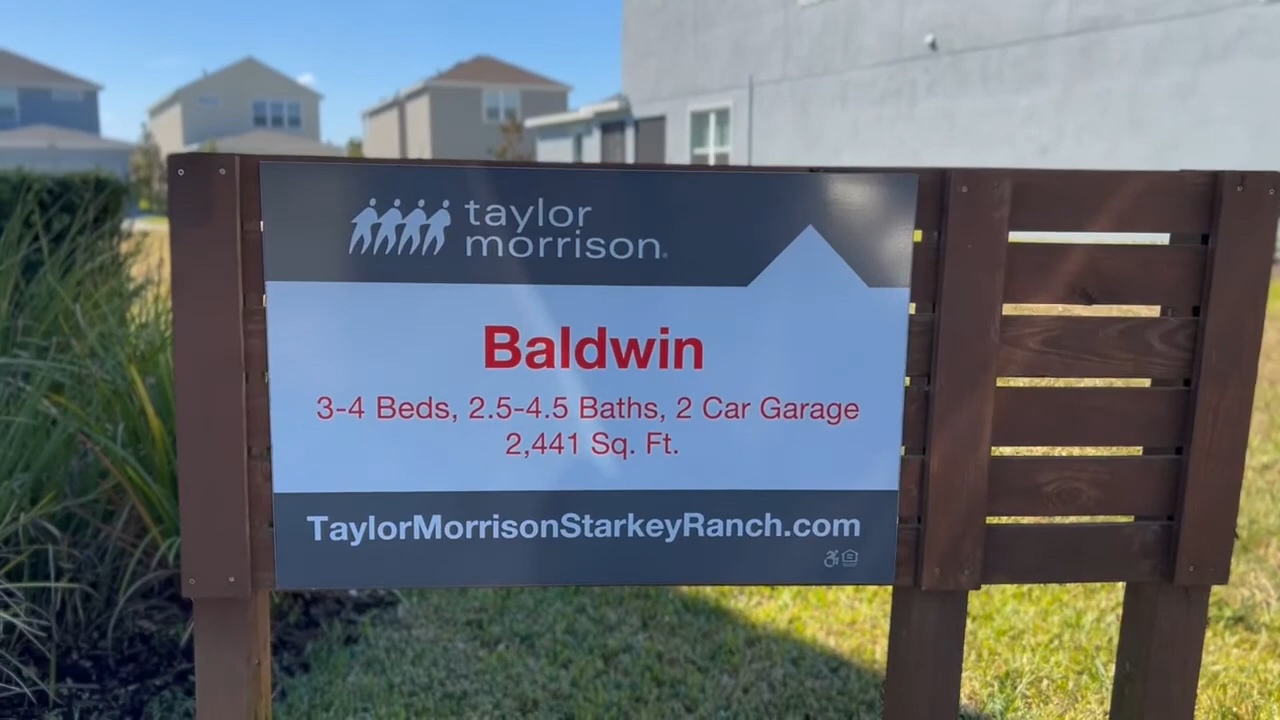 taylor
morrison
Baldwin
3-4 Beds, 2.5-4.5 Baths, 2 Car Garage
2,441 Sq. Ft.
TaylorMorrisonStarkeyRanch.com